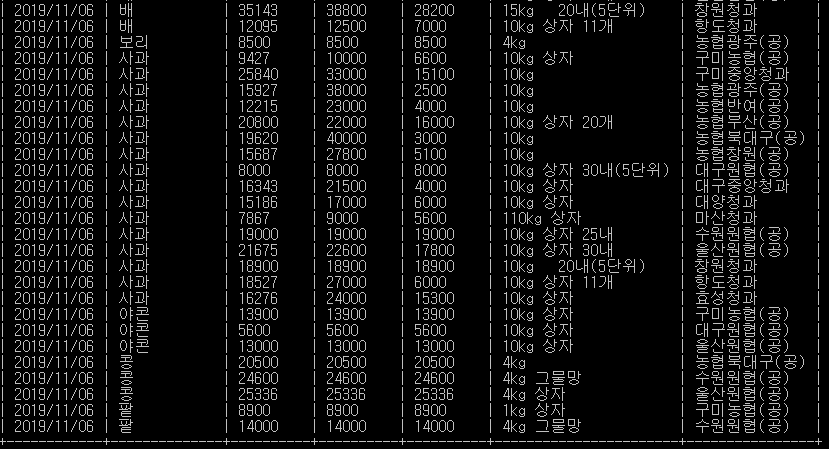 | 2019/11/06 | 배 | 35143 | 38800 | 28200 | 15kg 20내(5단위) | 창원청과
| 2019/11/06 | 배 | 12095 | 12500 | 7000 | 10kg 상자 11개 | 항도청과
| 2019/11/06 | 보리 | 8500 | 8500 | 8500 | 4kg | 농협광주(공)
| 2019/11/06 | 사과 | 9427 | 10000 | 6600 | 10kg 상자 | 구미농협(공)
| 2019/11/06 | 사과 | 25840 | 33000 | 15100 | 10kg | 구미중앙청과
| 2019/11/06 | 사과 | 15927 | 38000 | 2500 | 10kg | 농협광주(공)
| 2019/11/06 | 사과 | 12215 | 23000 | 4000 | 10kg | 농협반여(공)
| 2019/11/06 | 사과 | 20800 | 22000 | 16000 | 10kg 상자 20개 | 농협부산(공)
| 2019/11/06 | 사과 | 19620 | 40000 | 3000 | 10kg | 농협북대구(공)
| 2019/11/06 | 사과 | 15687 | 27800 | 5100 | 10kg | 농협창원(공)
| 2019/11/06 | 사과 | 8000 | 8000 | 8000 | 10kg 상자 30내(5단위) | 대구원협(공)
| 2019/11/06 | 사과 | 16343 | 21500 | 4000 | 10kg 상자 | 대구중앙청과
| 2019/11/06 | 사과 | 15186 | 17000 | 6000 | 10kg 상자 | 대양청과
| 2019/11/06 | 사과 | 7867 | 9000 | 5600 | 110kg 상자 | 마산청과
| 2019/11/06 | 사과 | 19000 | 19000 | 19000 | 10kg 상자 25내 | 수원원협(공)
| 2019/11/06 | 사과 | 21675 | 22600 | 17800 | 10kg 상자 30내 | 울산원협(공)
| 2019/11/06 | 사과 | 18900 | 18900 | 18900 | 10kg 20내(5단위) | 창원청과
| 2019/11/06 | 사과 | 18527 | 27000 | 6000 | 10kg 상자 11개 | 항도청과
| 2019/11/06 | 사과 | 16276 | 24000 | 15300 | 10kg 상자 | 효성청과
| 2019/11/06 | 야콘 | 13900 | 13900 | 13900 | 10kg 상자 | 구미농협(공)
| 2019/11/06 | 야콘 | 5600 | 5600 | 5600 | 10kg 상자 | 대구원협(공)
| 2019/11/06 | 야콘 | 13000 | 13000 | 13000 | 10kg 상자 | 울산원협(공)
| 2019/11/06 | 콩 | 20500 | 20500 | 20500 | 4kg | 농협북대구(공)
| 2019/11/06 | 콩 | 24600 | 24600 | 24600 | 4kg 그물망 | 수원원협(공)
| 2019/11/06 | 콩 | 25336 | 25336 | 25336 | 4kg 상자 | 울산원협(공)
| 2019/11/06 | 팥 | 8900 | 8900 | 8900 | 1kg 상자 | 구미농협(공)
| 2019/11/06 | 팥 | 14000 | 14000 | 14000 | 4kg 그물망 | 수원원협(공)